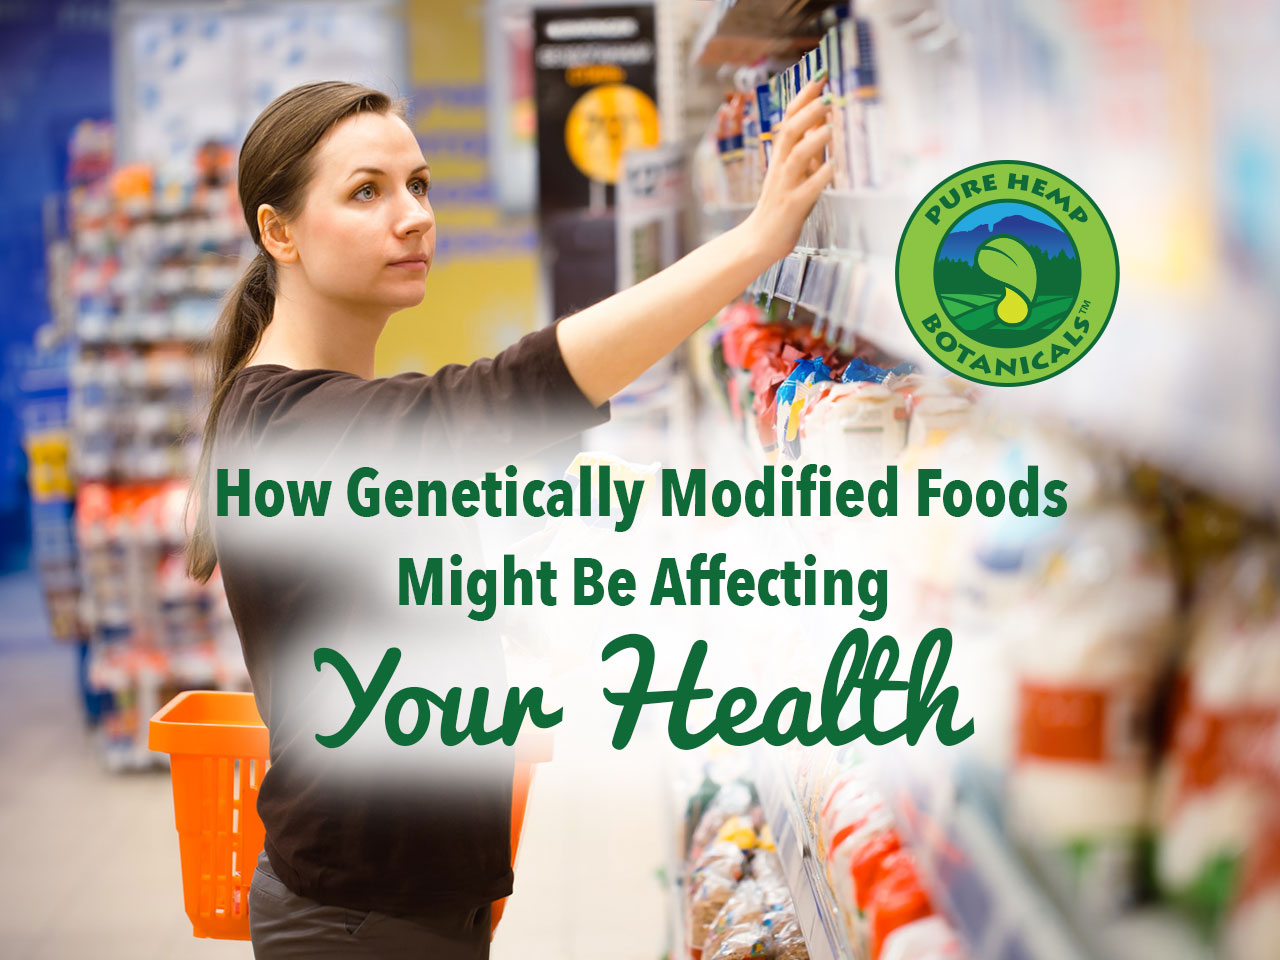 PURE HEMP
BOTANICALS™
How Genetically Modified Foods
Might Be Affecting
Your Health